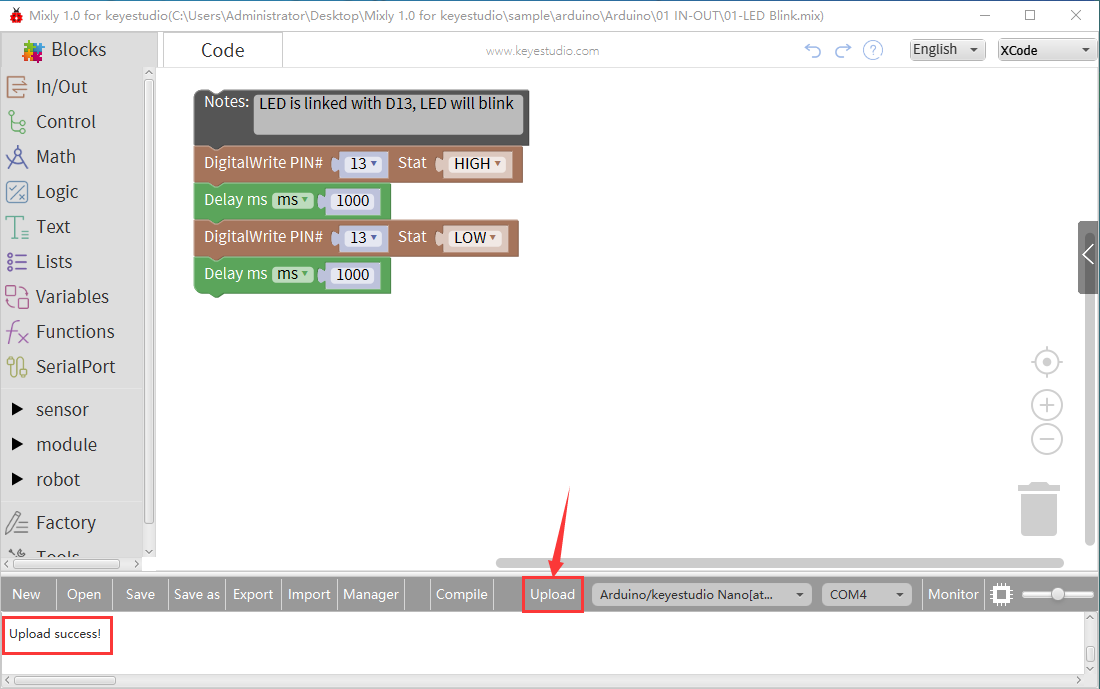 Mixly 1.0 for keyestudio(C:\Users\Administrator\Desktop\Mixly 1.0 for keyestudio\sample\arduino\Arduino\01 IN-OUT\01-LED Blink.mix)
Blocks
Code
www.keyestudio.com
?
English
XCode
In/Out
Control
Math
Logic
Text
Lists
Variables
Functions
SerialPort
sensor
module
robot
Factory
Tools
Notes: LED is linked with D13, LED will blink
DigitalWrite PIN# 13 Stat HIGH
Delay ms ms 1000
DigitalWrite PIN# 13 Stat LOW
Delay ms ms 1000
New Open Save Save as Export Import Manager Compile Upload Arduino/keyestudio Nano[at... COM4 Monitor
Upload success!